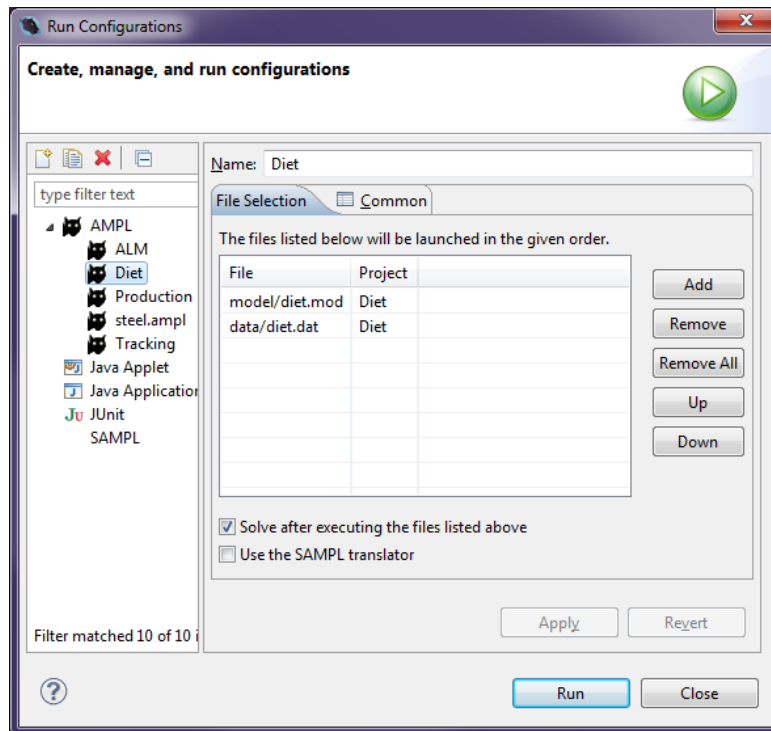 Run Configurations
Create, manage, and run configurations
type filter text
AMPL
ALM
Diet
Production
steel.ampl
Tracking
Java Applet
Java Application
Ju JUnit
SAMPL
Filter matched 10 of 10 i
Name: Diet
File Selection Common
The files listed below will be launched in the given order.
File Project
model/diet.mod Diet
data/diet.dat Diet
Add
Remove
Remove All
Up
Down
Solve after executing the files listed above
Use the SAMPL translator
Apply Revert
? Run Close